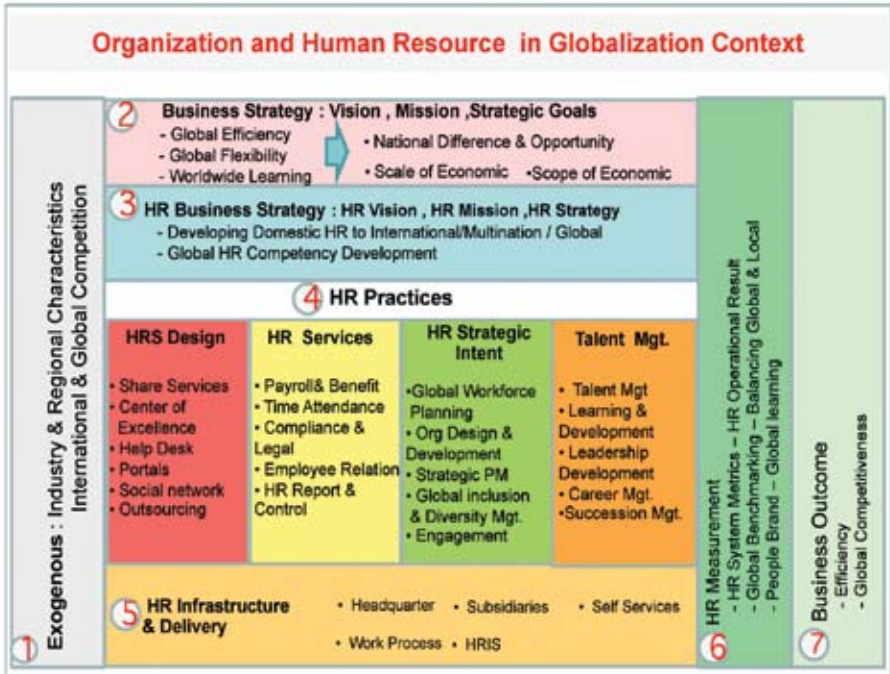 Organization and Human Resource in Globalization Context
1
Exogenous : Industry & Regional Characteristics
International & Global Competition
2
Business Strategy : Vision , Mission ,Strategic Goals
- Global Efficiency
- Global Flexibility
- Worldwide Learning
• National Difference & Opportunity
• Scale of Economic •Scope of Economic
3
HR Business Strategy : HR Vision , HR Mission ,HR Strategy
- Developing Domestic HR to International/Multination / Global
- Global HR Competency Development
4 HR Practices
HRS Design
• Share Services
• Center of
Excellence
• Help Desk
• Portals
• Social network
• Outsourcing
HR Services
• Payroll& Benefit
• Time Attendance
• Compliance &
Legal
• Employee Relation
• HR Report &
Control
HR Strategic
Intent
•Global Workforce
Planning
• Org Design &
Development
• Strategic PM
• Global inclusion
& Diversity Mgt.
• Engagement
Talent Mgt.
• Talent Mgt
• Learning &
Development
• Leadership
Development
• Career Mgt.
•Succession Mgt.
5
HR Infrastructure
& Delivery
• Headquarter • Subsidiaries • Self Services
• Work Process • HRIS
6
HR Measurement
- HR System Metrics – HR Operational Result
- Global Benchmarking – Balancing Global & Local
- People Brand – Global learning
7
Business Outcome
- Efficiency
- Global Competitiveness